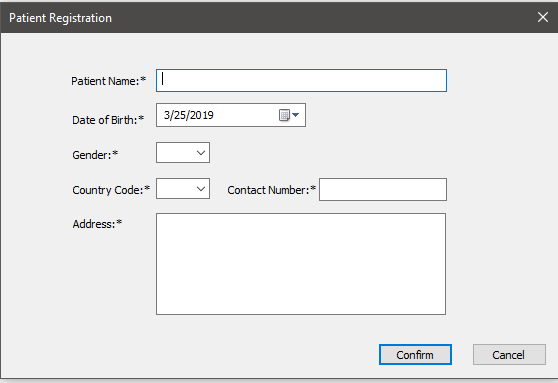 Patient Registration
Patient Name:*
Date of Birth:* 3/25/2019
Gender:*
Country Code:* Contact Number:*
Address:*
Confirm Cancel